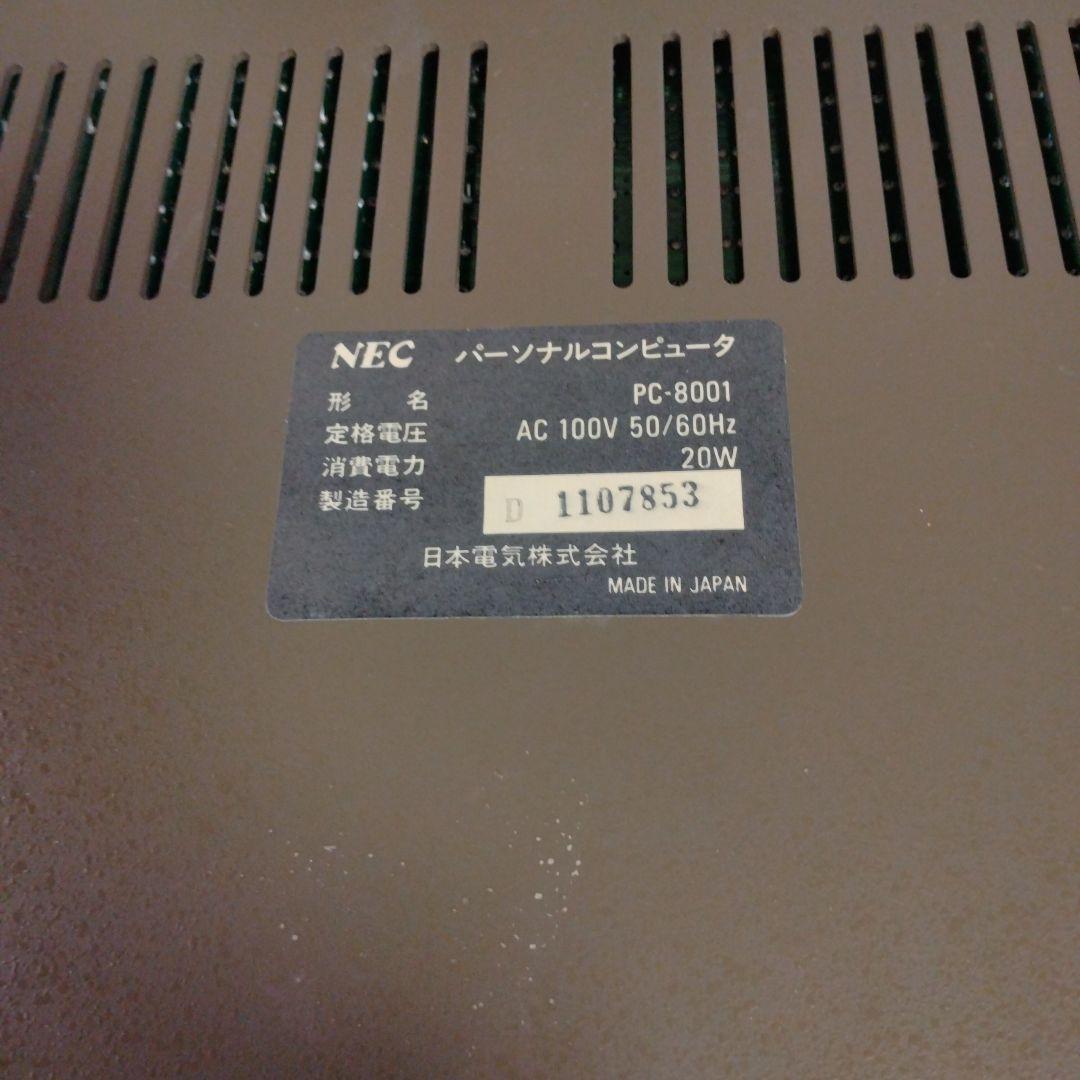 NEC パーソナルコンピュータ
形 名 PC-8001
定格電圧 AC 100V 50/60Hz
消費電力 20W
製造番号 D 1107853
日本電気株式会社
MADE IN JAPAN